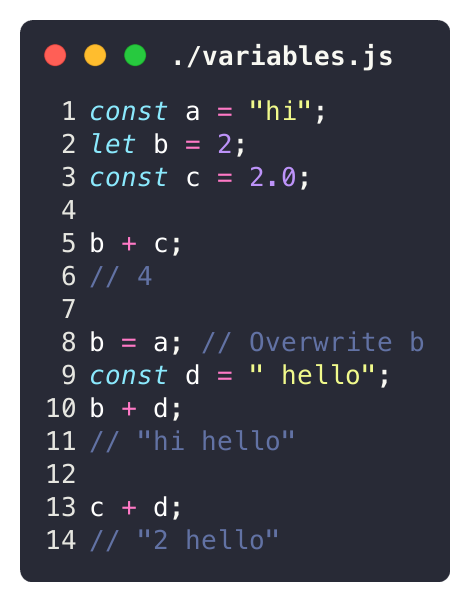 ./variables.js
1 const a = "hi";
2 let b = 2;
3 const c = 2.0;
4
5 b + c;
6 // 4
7
8 b = a; // Overwrite b
9 const d = " hello";
10 b + d;
11 // "hi hello"
12
13 c + d;
14 // "2 hello"